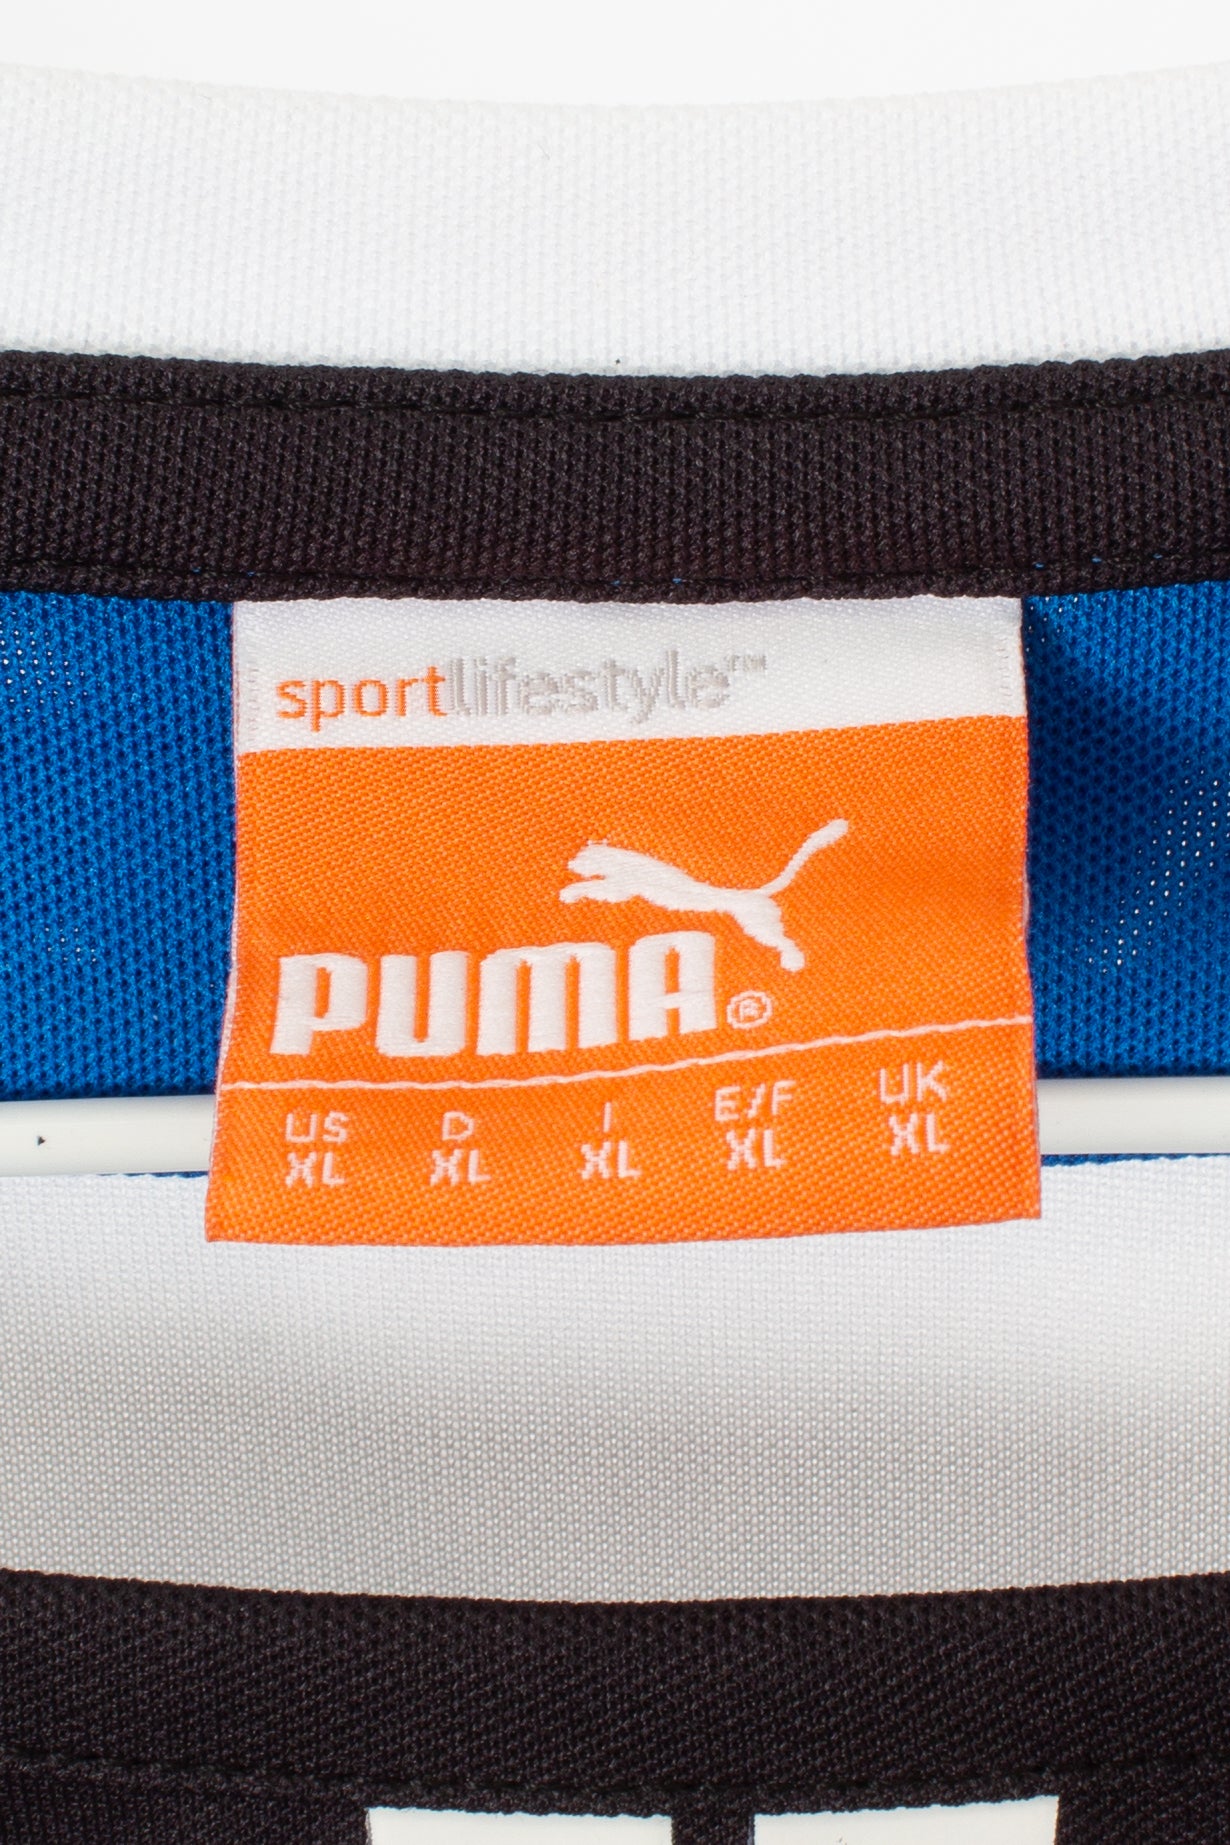 sportlifestyle™
PUMA®
US D I E/F UK
XL XL XL XL XL